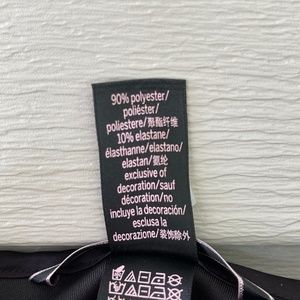 90% polyester/
poliéster/
poliestere/聚酯纤维
10% elastane/
élasthanne/elastano/
elastan/氨纶
exclusive of
decoration/sauf
décoration/no
incluye la decoración/
esclusa la
decorazione/装饰除外